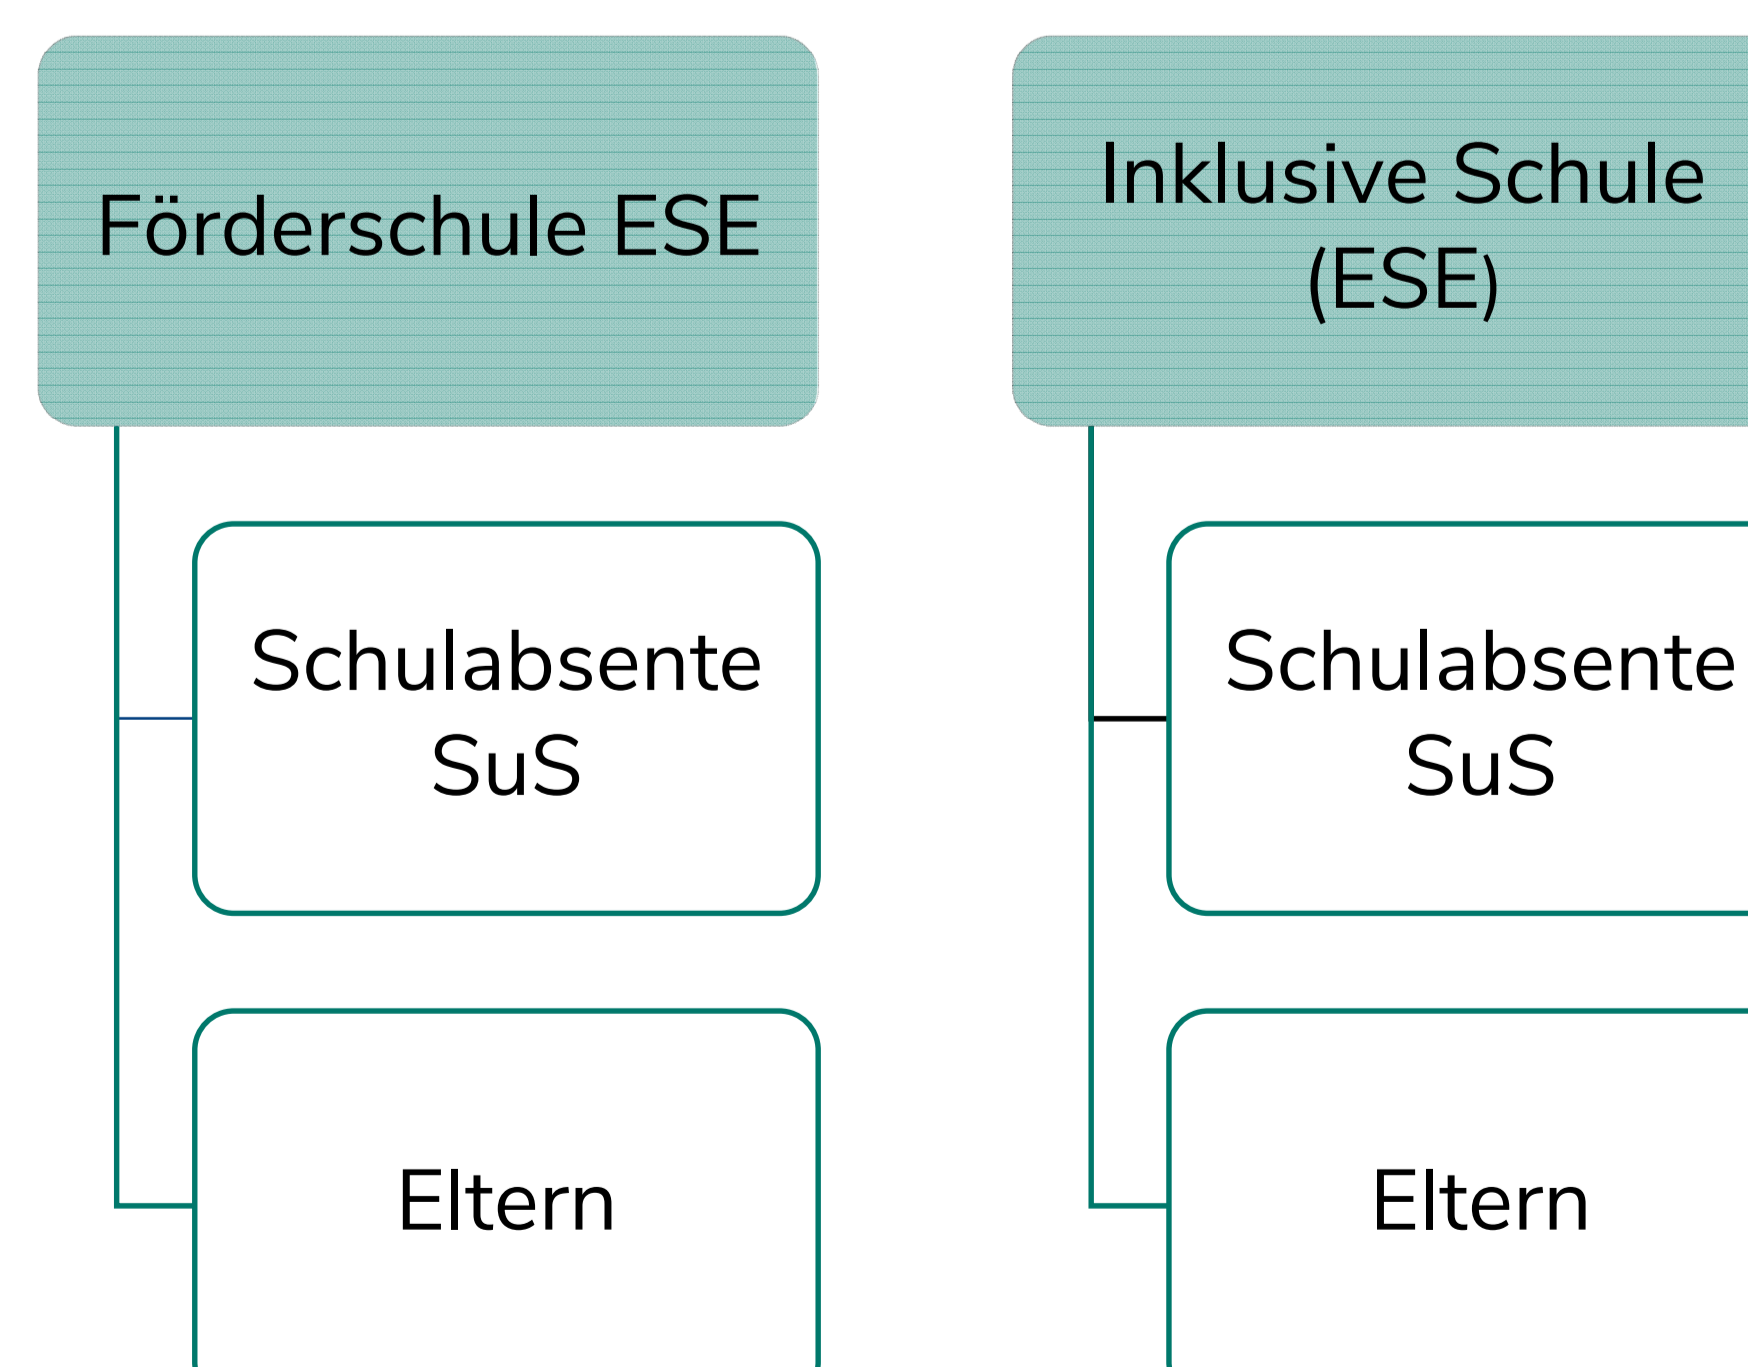 Förderschule ESE
Schulabsente
SuS
Eltern
Inklusive Schule
(ESE)
Schulabsente
SuS
Eltern